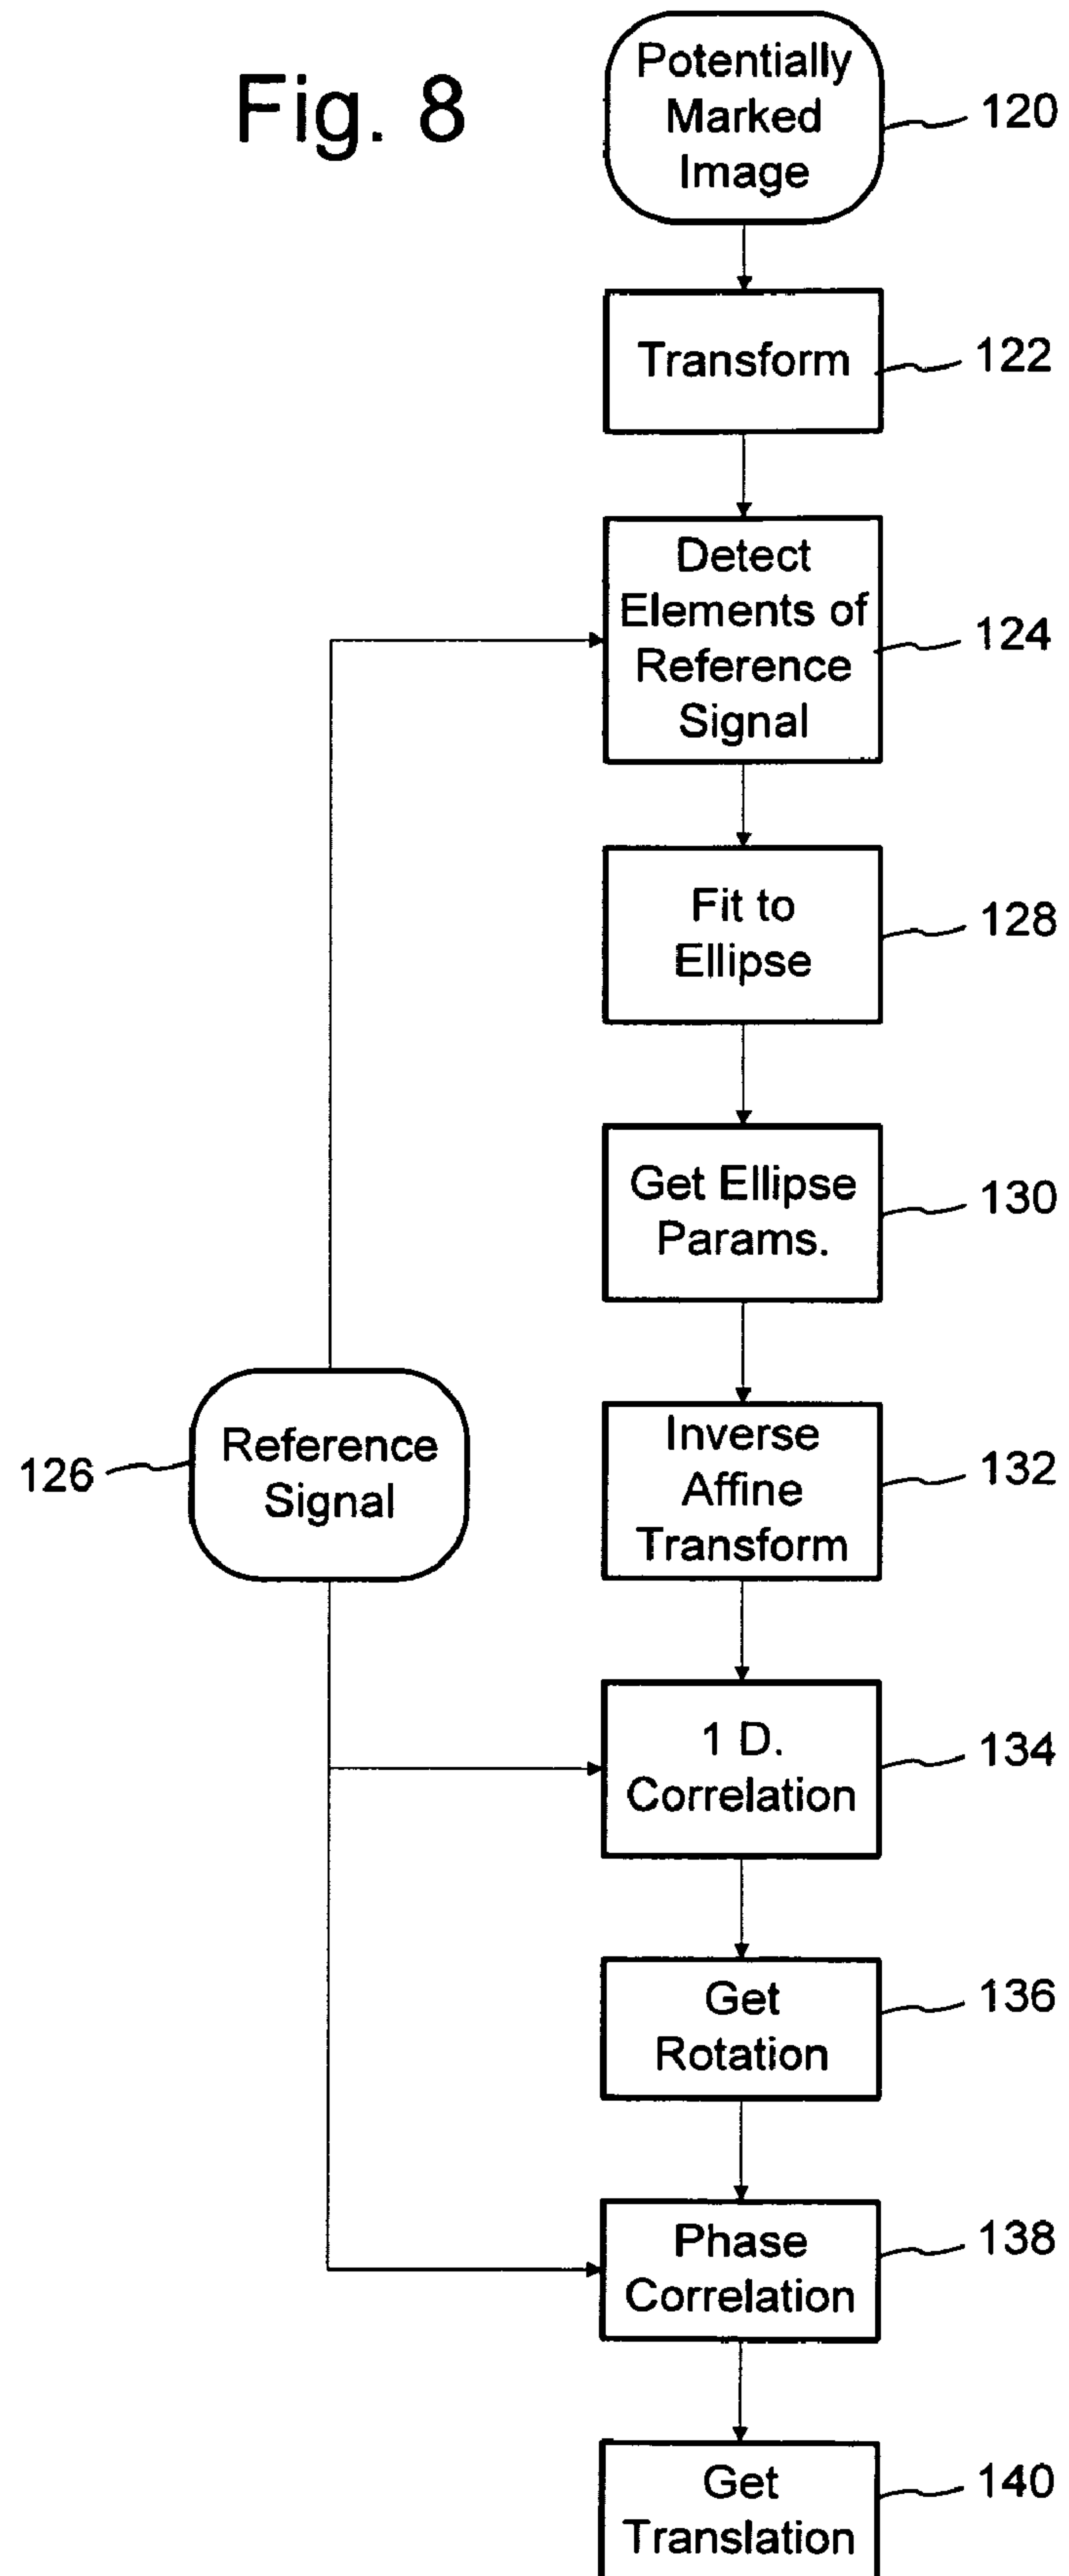 Fig. 8
Potentially
Marked
Image
120
Transform
122
Detect
Elements of
Reference
Signal
124
Fit to
Ellipse
128
Get Ellipse
Params.
130
Reference
Signal
126
Inverse
Affine
Transform
132
1 D.
Correlation
134
Get
Rotation
136
Phase
Correlation
138
Get
Translation
140